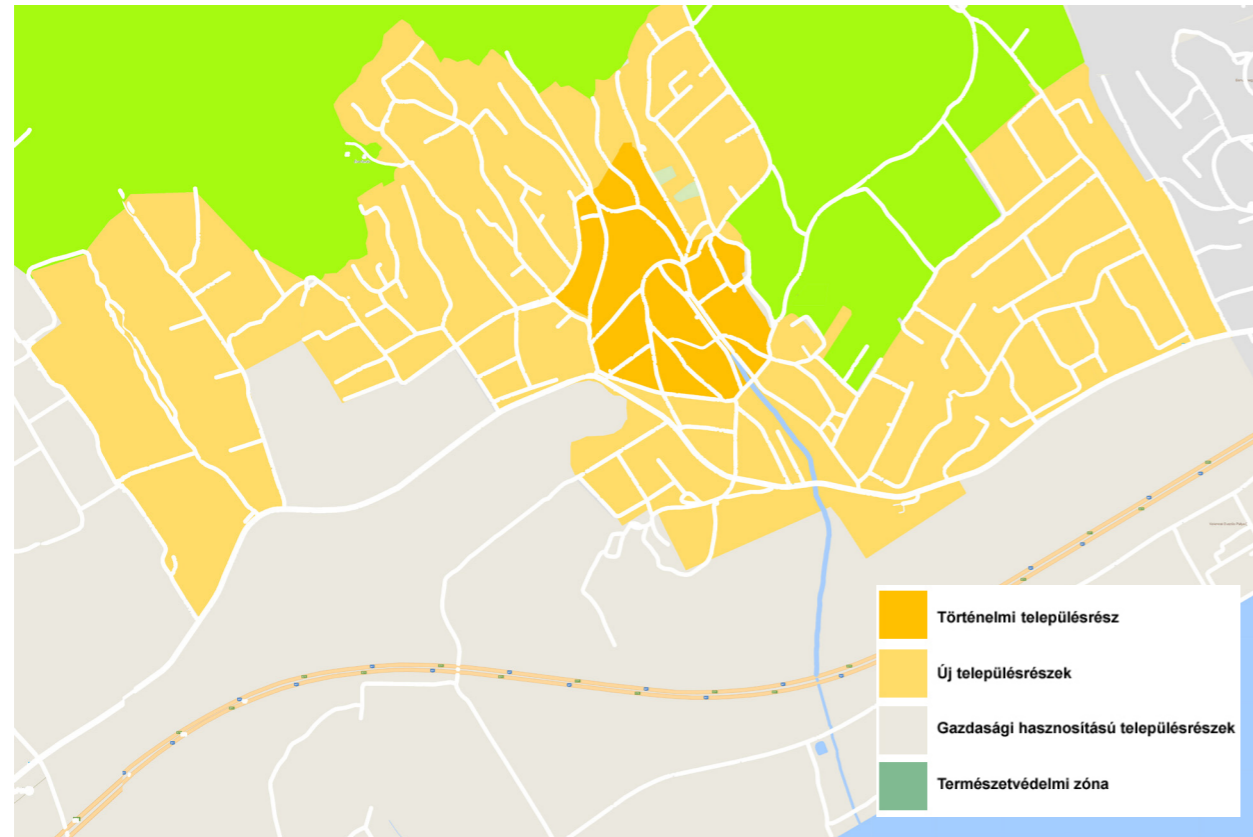 Történelmi településrész
Új településrészek
Gazdasági hasznosítású településrészek
Természetvédelmi zóna